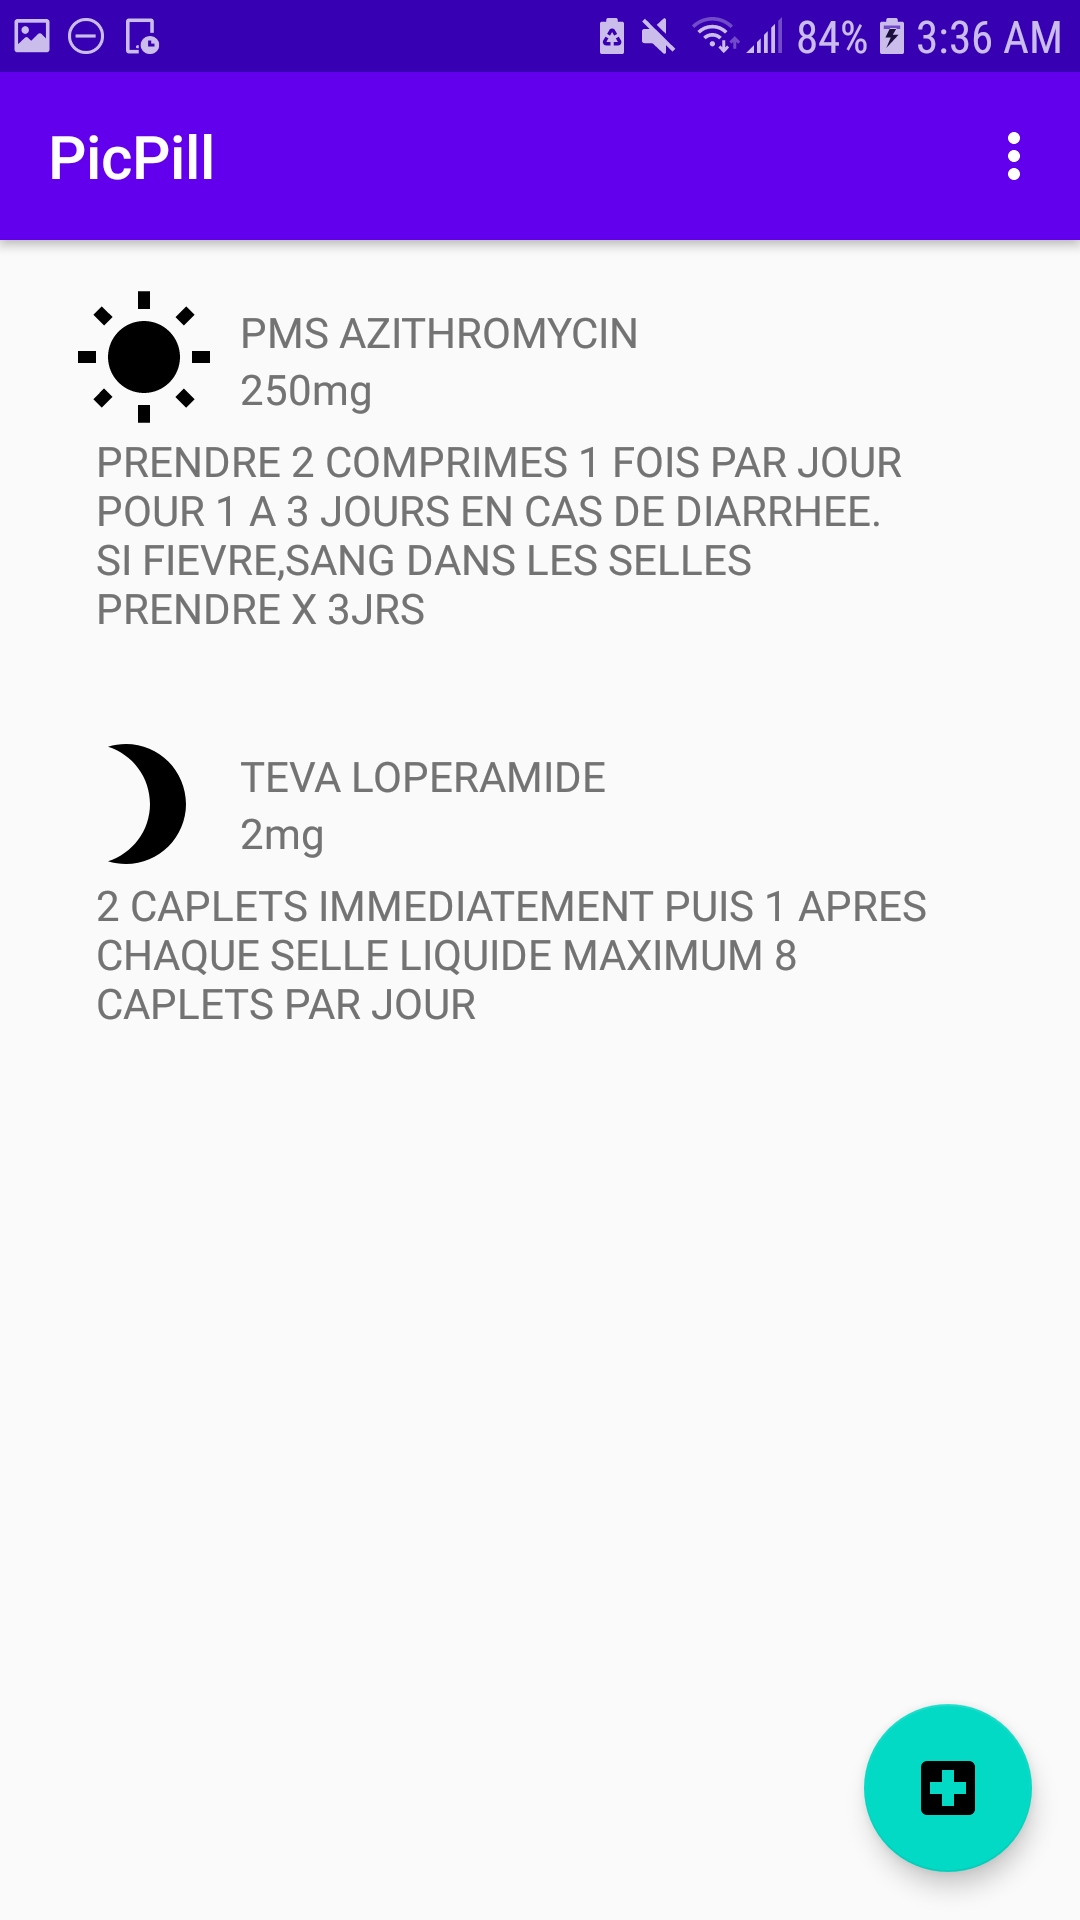 84% 3:36 AM
PicPill
PMS AZITHROMYCIN
250mg
PRENDRE 2 COMPRIMES 1 FOIS PAR JOUR
POUR 1 A 3 JOURS EN CAS DE DIARRHEE.
SI FIEVRE,SANG DANS LES SELLES
PRENDRE X 3JRS
TEVA LOPERAMIDE
2mg
2 CAPLETS IMMEDIATEMENT PUIS 1 APRES
CHAQUE SELLE LIQUIDE MAXIMUM 8
CAPLETS PAR JOUR